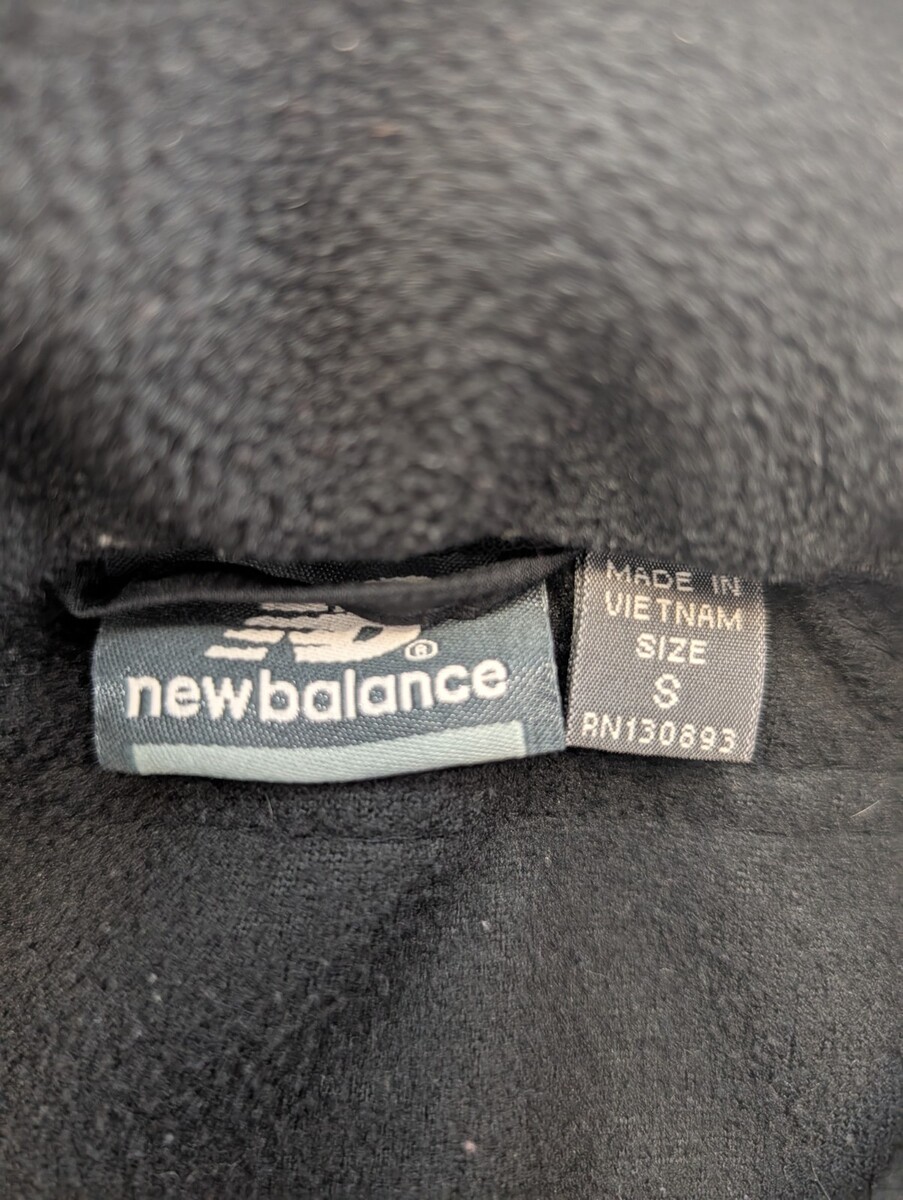 newbalance
®
MADE IN
VIETNAM
SIZE
S
RN130893